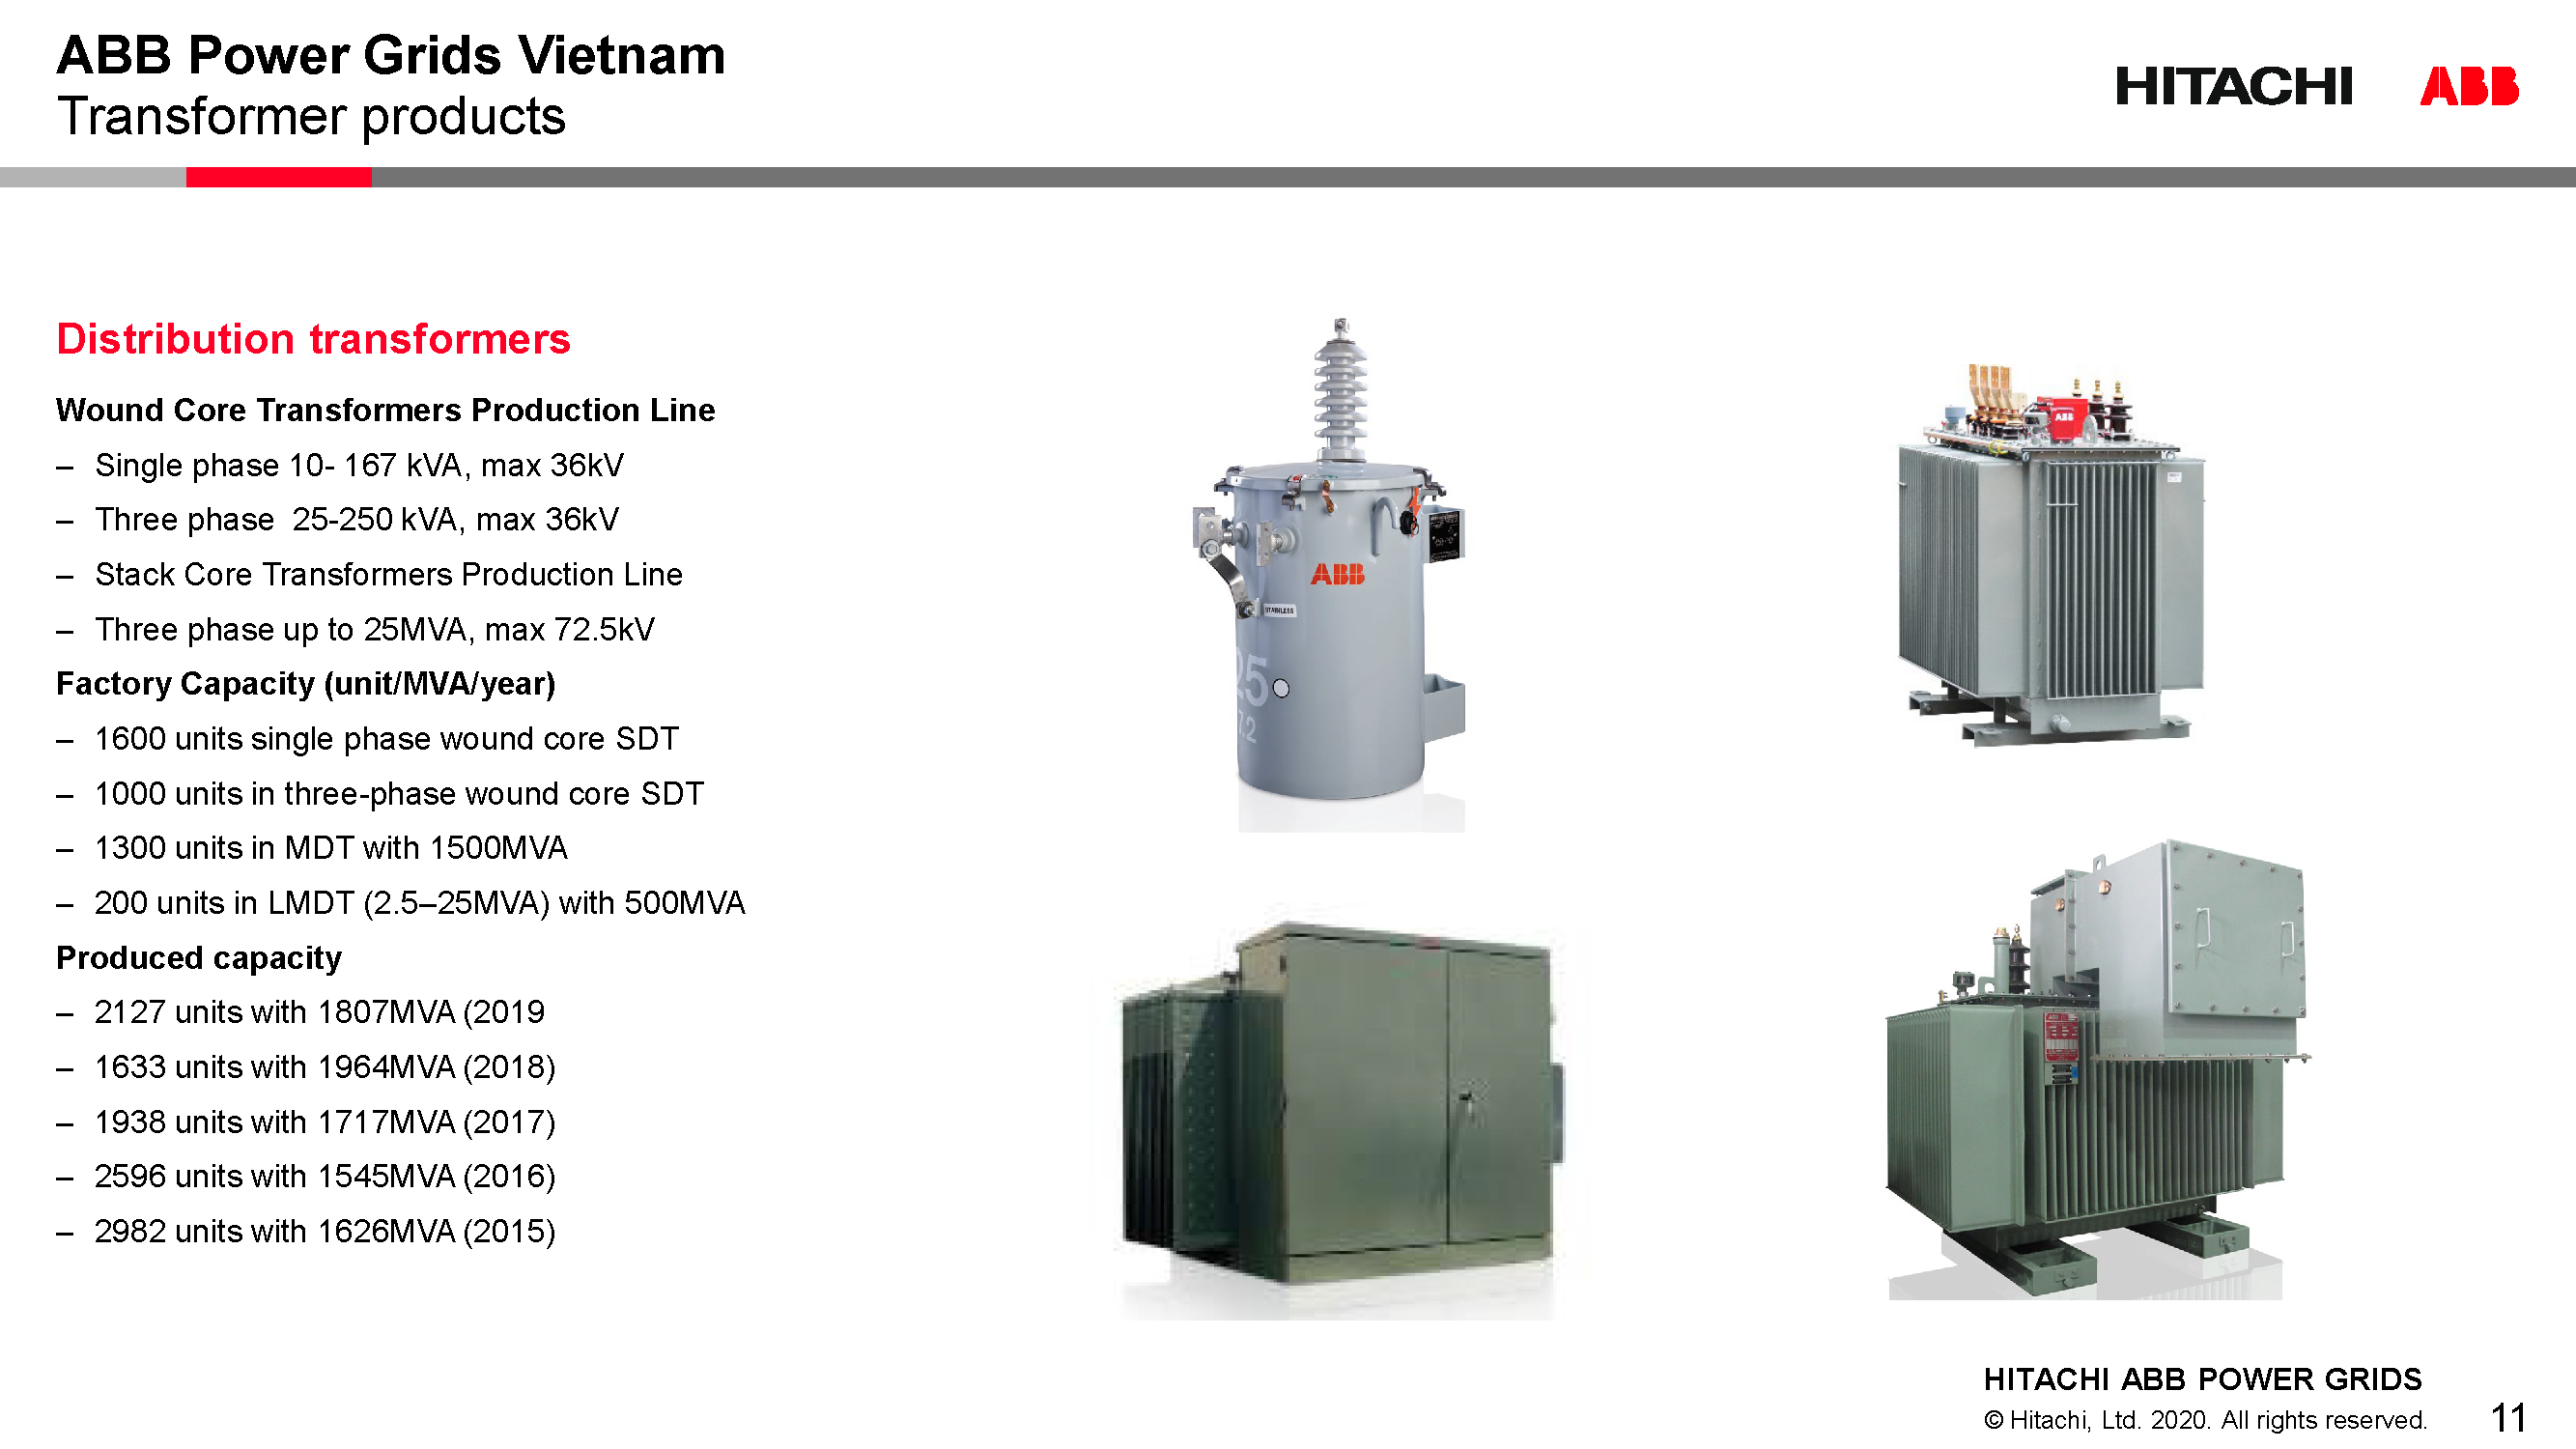 ABB Power Grids Vietnam
Transformer products
HITACHI ABB
Distribution transformers
Wound Core Transformers Production Line
– Single phase 10- 167 kVA, max 36kV
– Three phase 25-250 kVA, max 36kV
– Stack Core Transformers Production Line
– Three phase up to 25MVA, max 72.5kV
Factory Capacity (unit/MVA/year)
– 1600 units single phase wound core SDT
– 1000 units in three-phase wound core SDT
– 1300 units in MDT with 1500MVA
– 200 units in LMDT (2.5–25MVA) with 500MVA
Produced capacity
– 2127 units with 1807MVA (2019
– 1633 units with 1964MVA (2018)
– 1938 units with 1717MVA (2017)
– 2596 units with 1545MVA (2016)
– 2982 units with 1626MVA (2015)
ABB
STAINLESS
25
7.2
ABB
HITACHI ABB POWER GRIDS
© Hitachi, Ltd. 2020. All rights reserved.
11